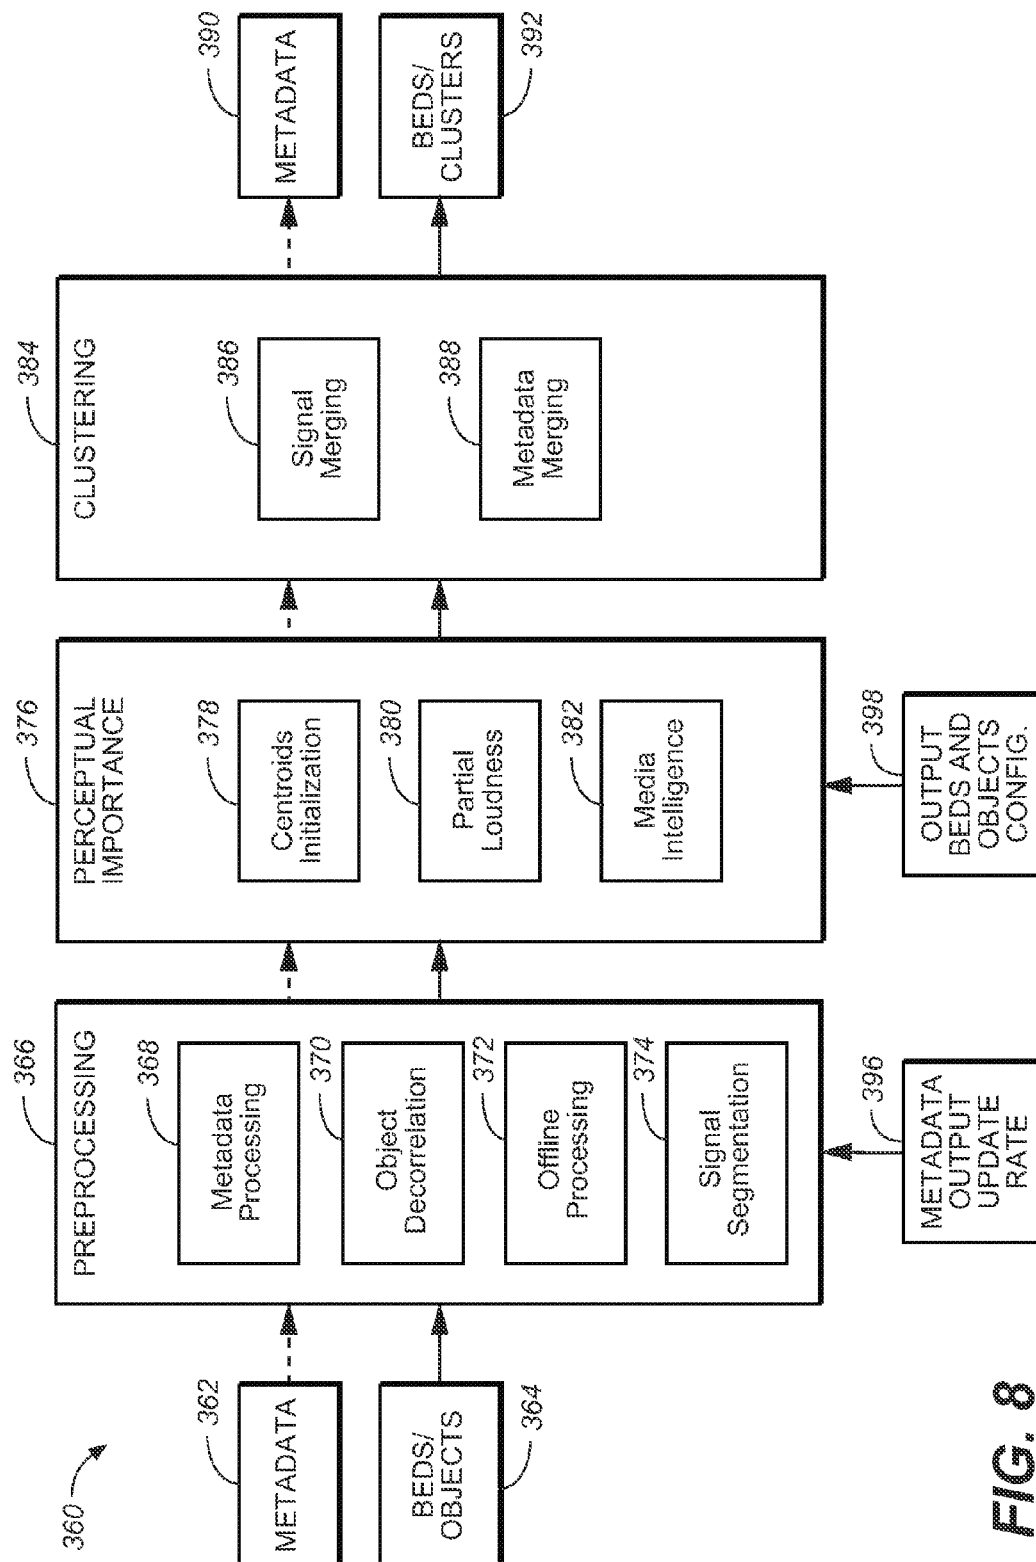 360
362
METADATA
BEDS/
OBJECTS
364
366
PREPROCESSING
368
Metadata
Processing
370
Object
Decorrelation
372
Offline
Processing
374
Signal
Segmentation
METADATA
OUTPUT
UPDATE
RATE
396
376
PERCEPTUAL
IMPORTANCE
378
Centroids
Initialization
380
Partial
Loudness
382
Media
Intelligence
OUTPUT
BEDS AND
OBJECTS
CONFIG.
398
384
CLUSTERING
386
Signal
Merging
388
Metadata
Merging
390
METADATA
BEDS/
CLUSTERS
392
FIG. 8